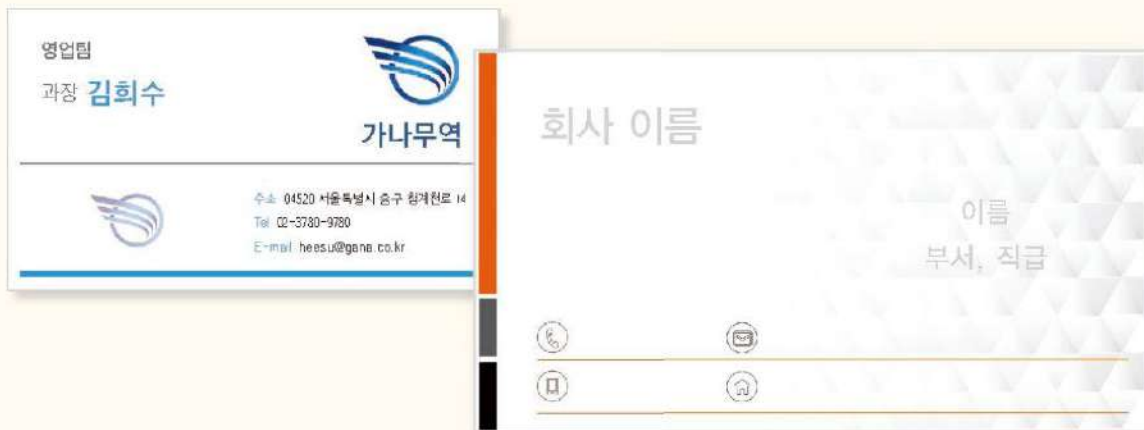 영업팀
과장 김희수
가나무역
주소 04520 서울특별시 중구 청계천로 14
Tel 02-3780-9780
E-mail heesu@gana.co.kr
회사 이름
이름
부서, 직급